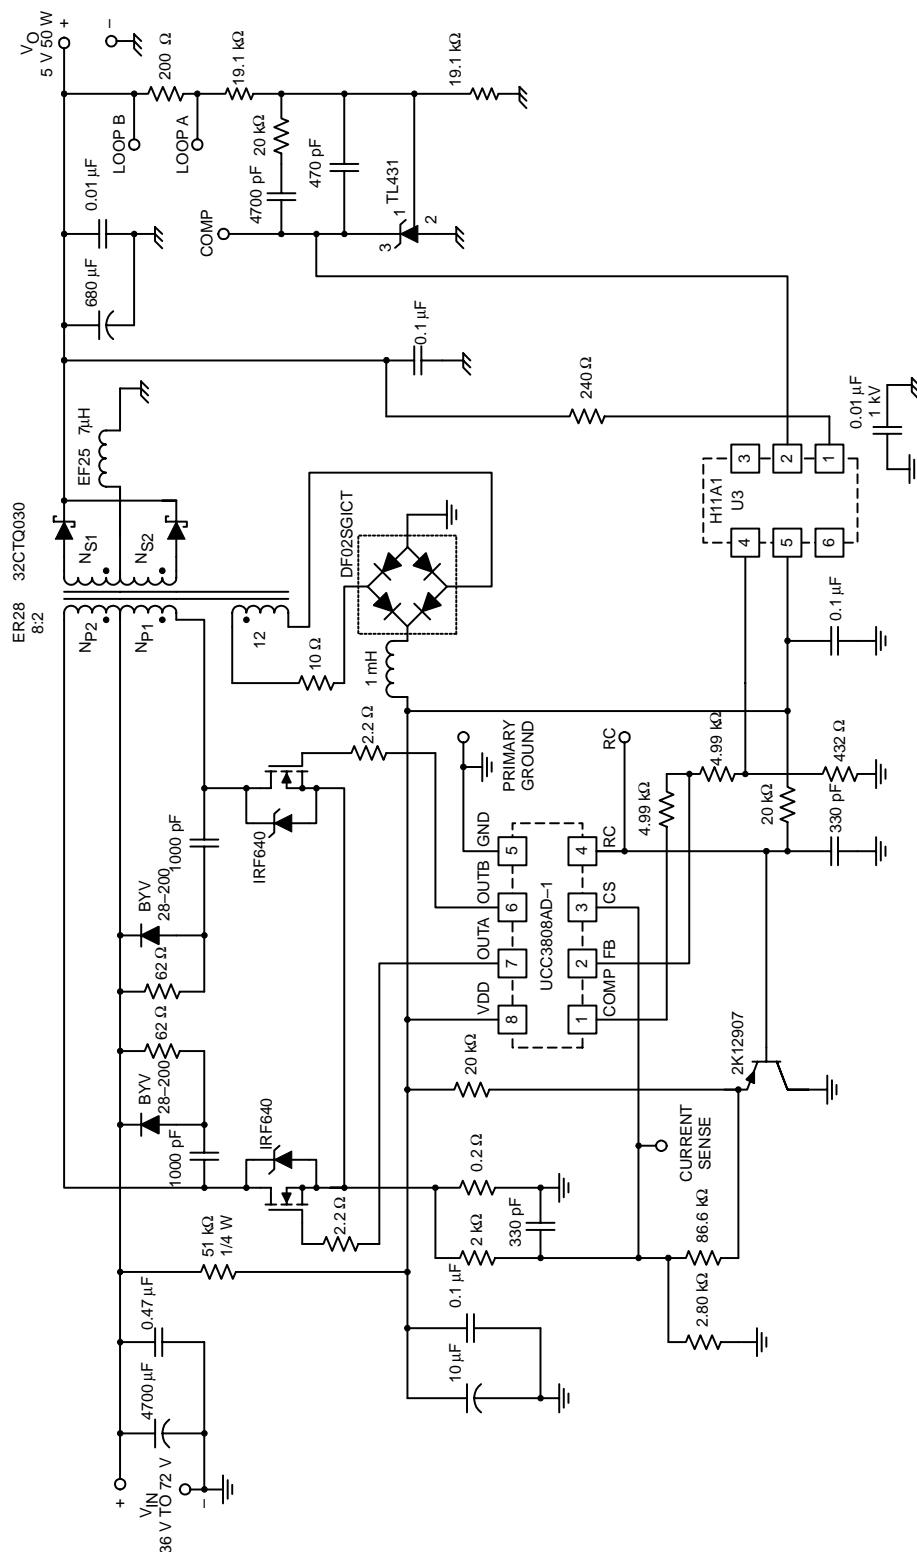 VIN
36 V TO 72 V
+
–
4700 µF
0.47 µF
51 kΩ
1/4 W
1000 pF
BYV
28–200
62 Ω
62 Ω
BYV
28–200
1000 pF
IRF640
IRF640
2.2 Ω
2.2 Ω
ER28
8:2
32CTQ030
NP2
NP1
NS1
NS2
12
EF25 7µH
680 µF
0.01 µF
VO
5 V 50 W
+
–
LOOP B
200 Ω
LOOP A
19.1 kΩ
COMP
4700 pF
20 kΩ
470 pF
3
1
TL431
2
19.1 kΩ
10 Ω
DF02SGICT
1 mH
0.1 µF
240 Ω
10 µF
0.1 µF
2 kΩ
0.2 Ω
330 pF
20 kΩ
VDD
OUTA
OUTB
GND
8
7
6
5
UCC3808AD–1
1
2
3
4
COMP
FB
CS
RC
PRIMARY
GROUND
RC
4.99 kΩ
4.99 kΩ
432 Ω
20 kΩ
330 pF
0.1 µF
H11A1
U3
4
5
6
3
2
1
0.01 µF
1 kV
CURRENT
SENSE
2.80 kΩ
86.6 kΩ
2K12907